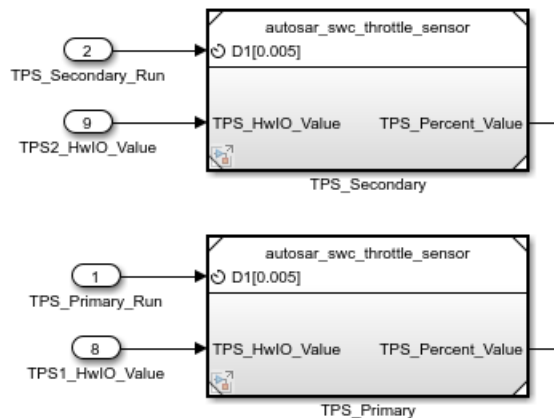 autosar_swc_throttle_sensor
2
D1[0.005]
TPS_Secondary_Run
9
TPS_HwIO_Value
TPS_Percent_Value
TPS2_HwIO_Value
TPS_Secondary
autosar_swc_throttle_sensor
1
D1[0.005]
TPS_Primary_Run
8
TPS_HwIO_Value
TPS_Percent_Value
TPS1_HwIO_Value
TPS_Primary